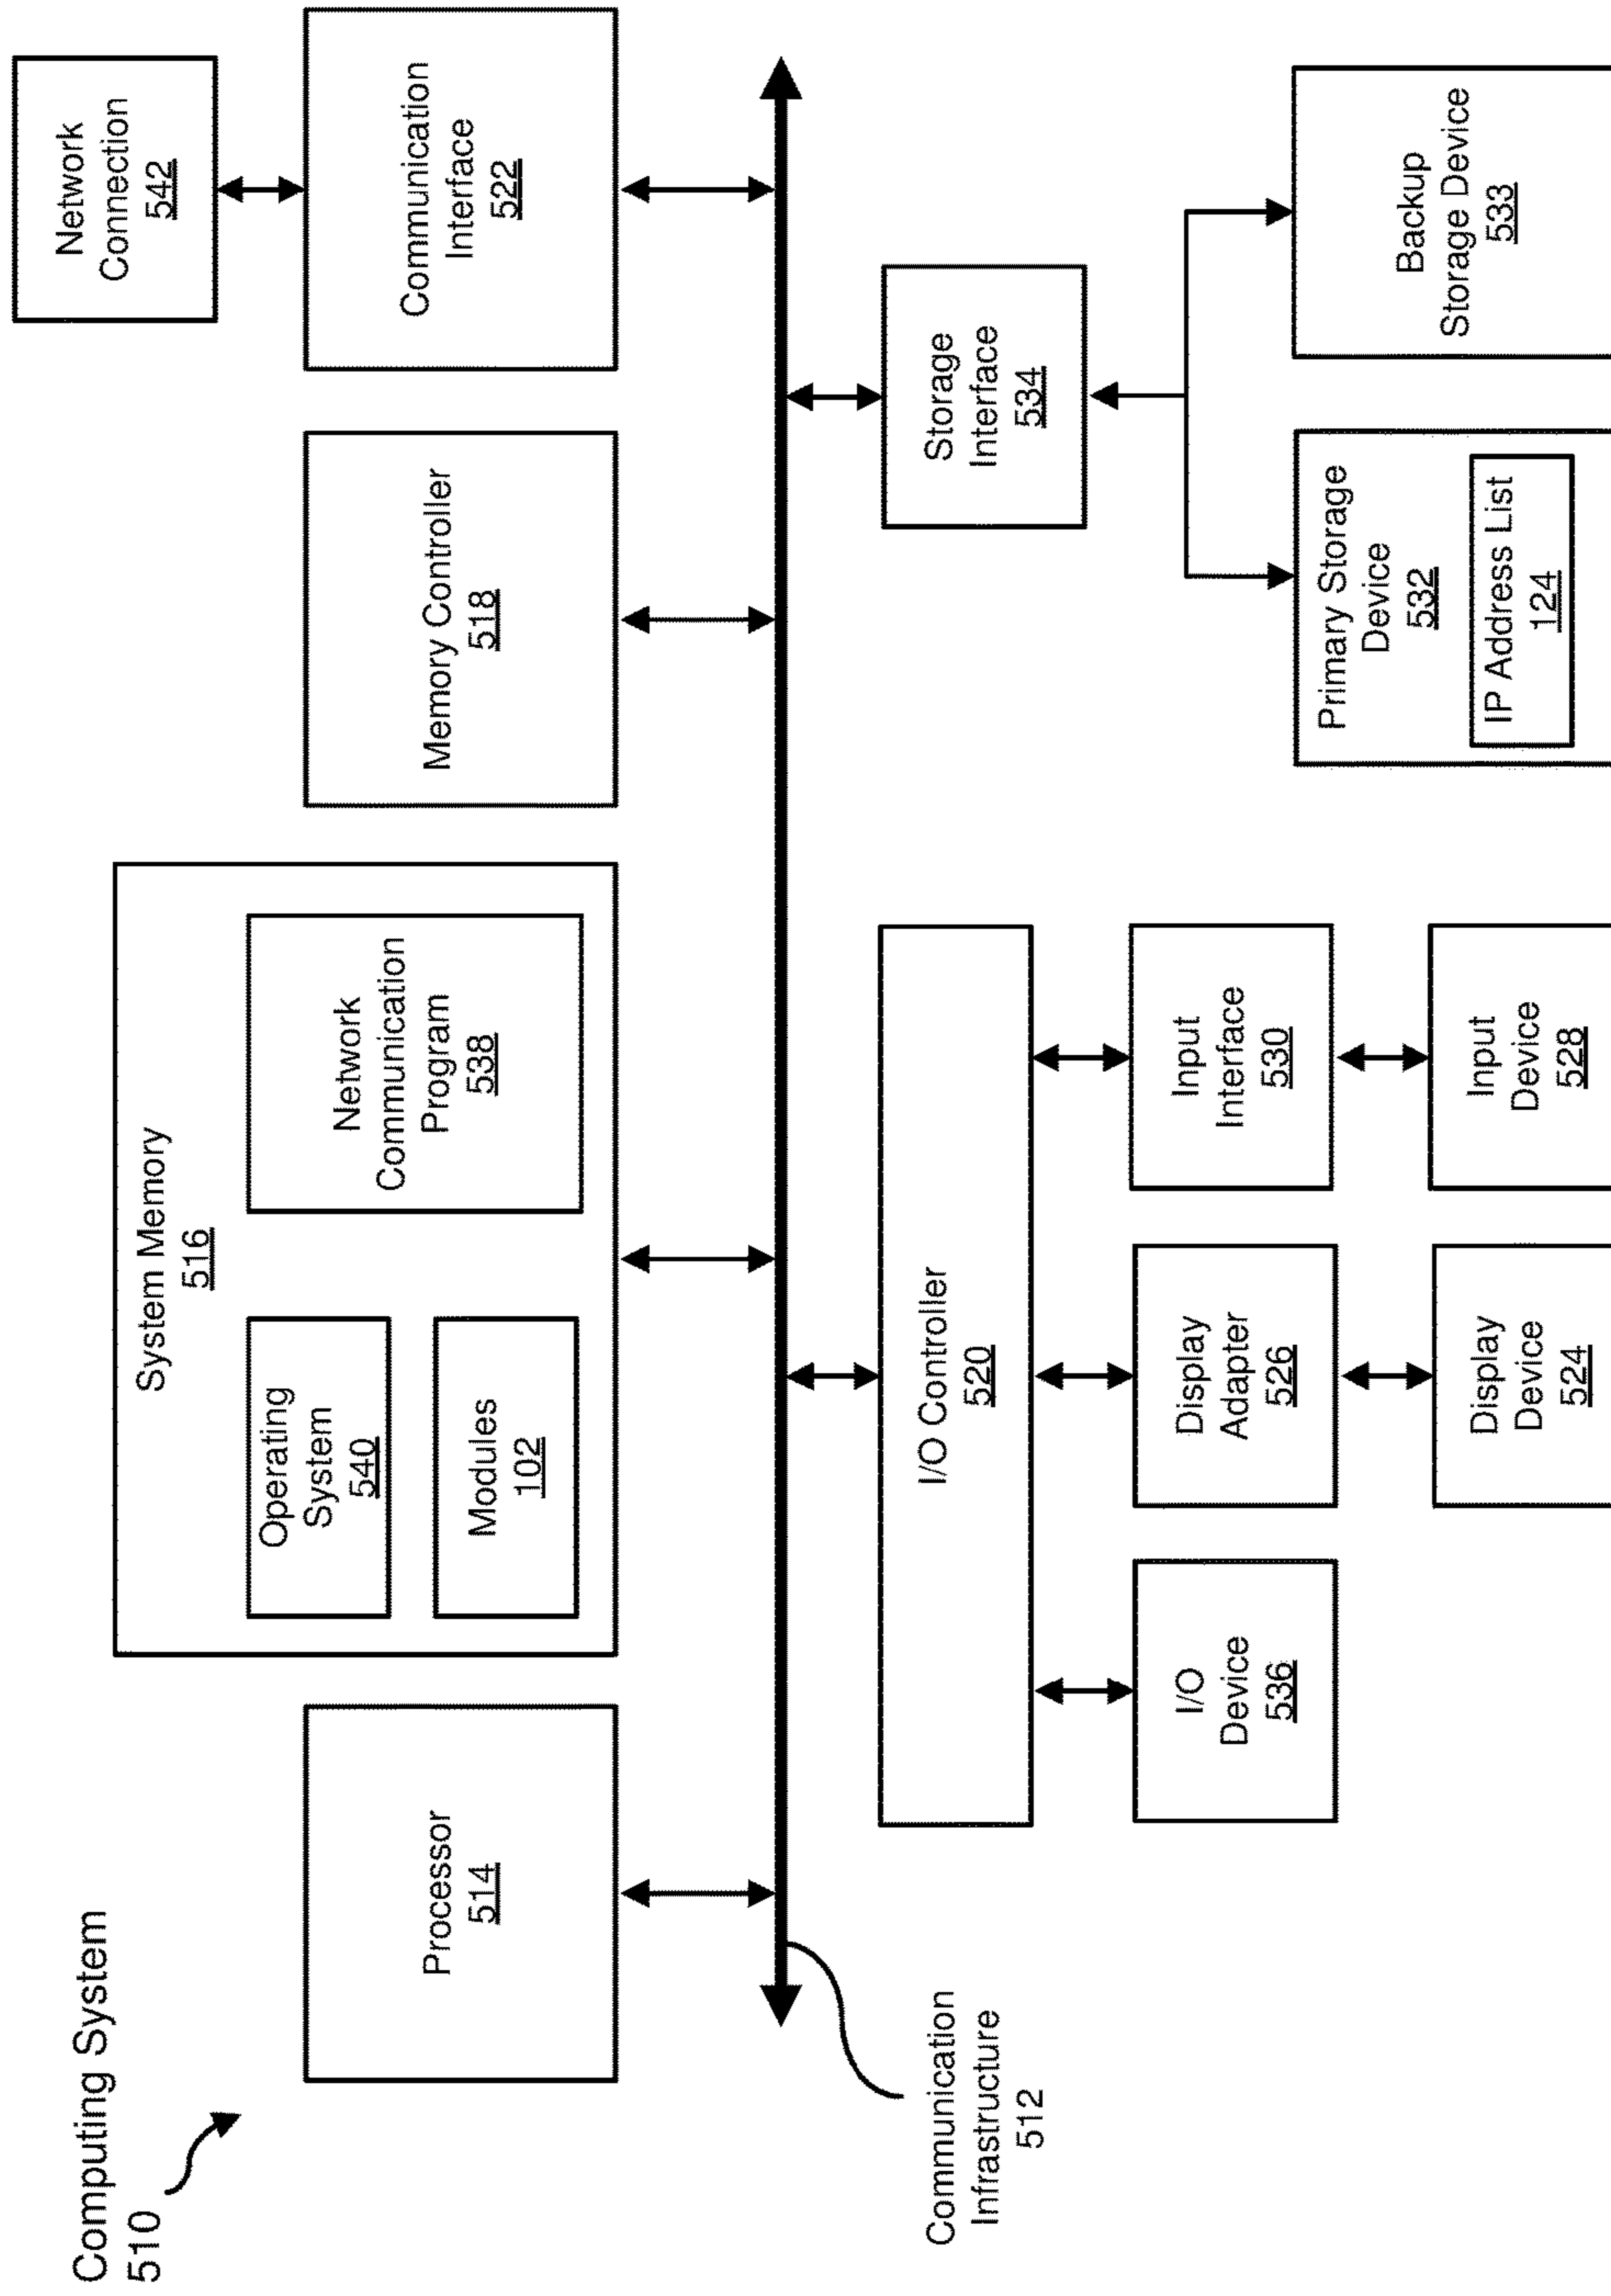 Computing System
510
Processor
514
System Memory
516
Operating
System
540
Modules
102
Network
Communication
Program
538
Memory Controller
518
Communication
Interface
522
Network
Connection
542
Communication
Infrastructure
512
I/O Controller
520
Storage
Interface
534
I/O
Device
536
Display
Adapter
526
Input
Interface
530
Display
Device
524
Input
Device
528
Primary Storage
Device
532
IP Address List
124
Backup
Storage Device
533